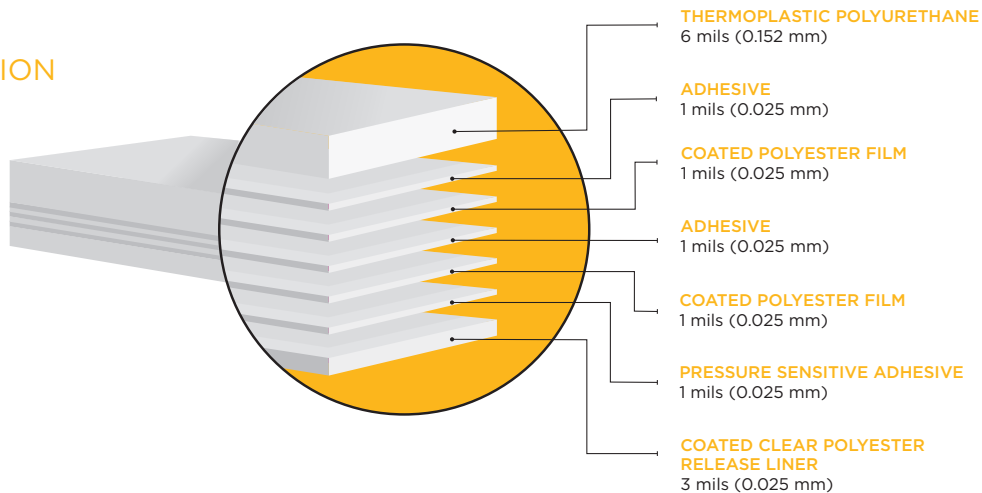 ION
THERMOPLASTIC POLYURETHANE
6 mils (0.152 mm)
ADHESIVE
1 mils (0.025 mm)
COATED POLYESTER FILM
1 mils (0.025 mm)
ADHESIVE
1 mils (0.025 mm)
COATED POLYESTER FILM
1 mils (0.025 mm)
PRESSURE SENSITIVE ADHESIVE
1 mils (0.025 mm)
COATED CLEAR POLYESTER
RELEASE LINER
3 mils (0.025 mm)